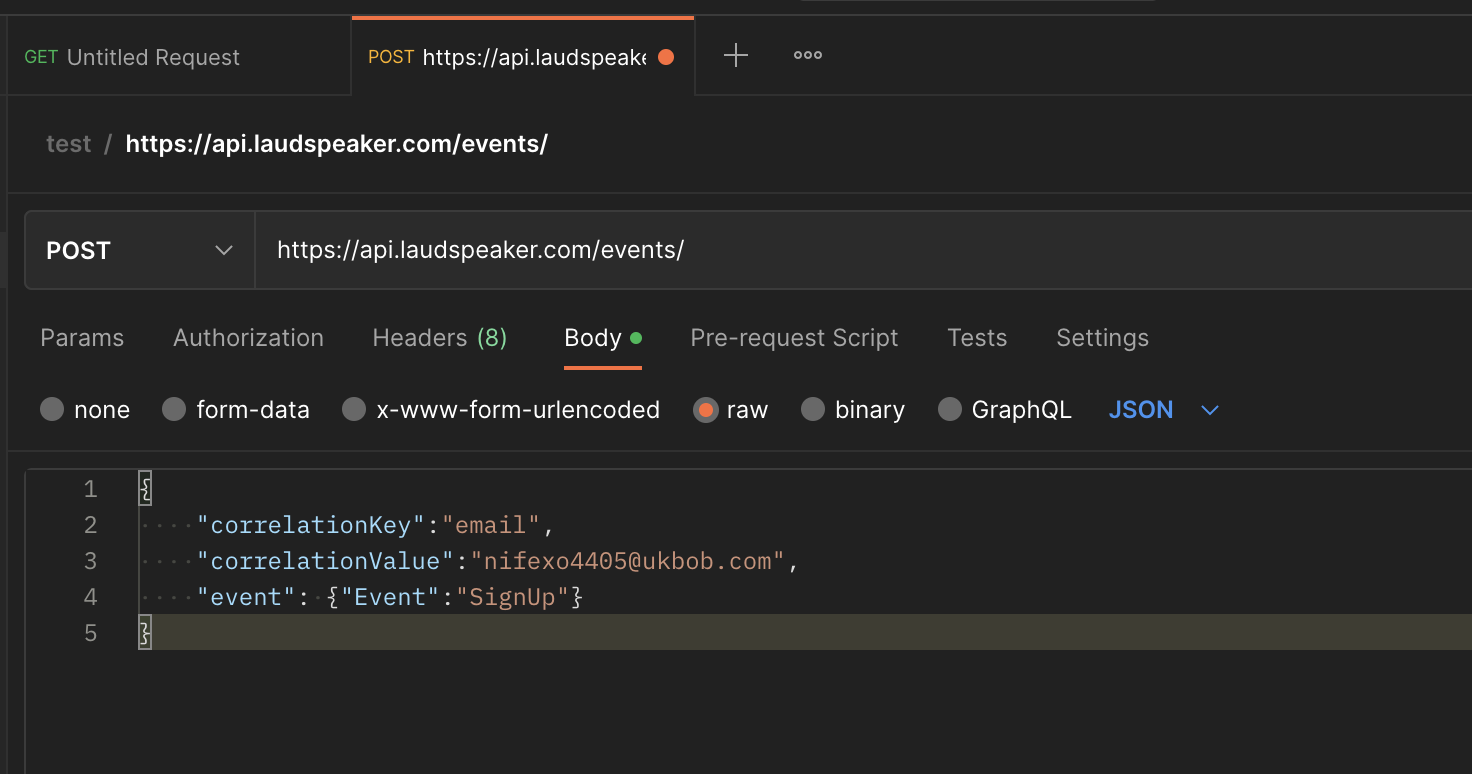 GET Untitled Request POST https://api.laudspeake
test / https://api.laudspeaker.com/events/
POST https://api.laudspeaker.com/events/
Params Authorization Headers (8) Body Pre-request Script Tests Settings
none form-data x-www-form-urlencoded raw binary GraphQL JSON
1 {
2 "correlationKey":"email",
3 "correlationValue":"nifexo4405@ukbob.com",
4 "event": {"Event":"SignUp"}
5 }